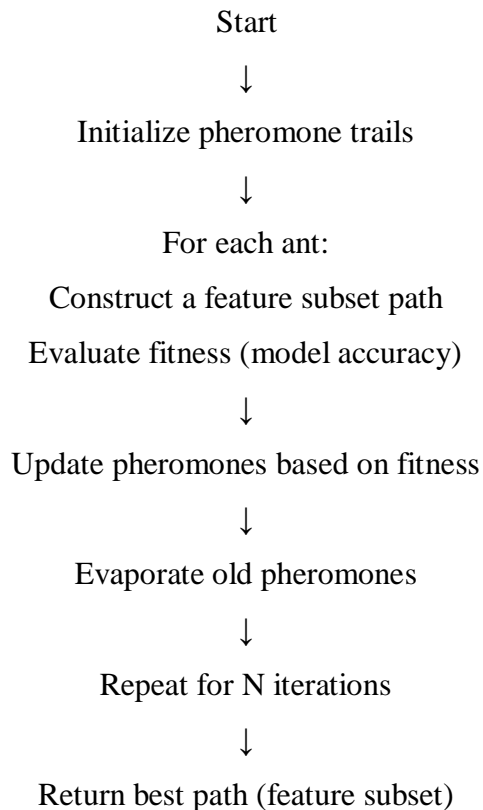 Start
↓
Initialize pheromone trails
↓
For each ant:
Construct a feature subset path
Evaluate fitness (model accuracy)
↓
Update pheromones based on fitness
↓
Evaporate old pheromones
↓
Repeat for N iterations
↓
Return best path (feature subset)